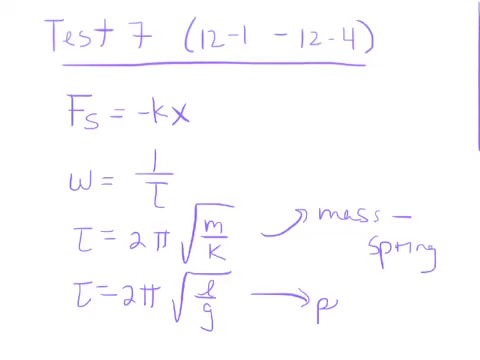 Test 7 (12-1 - 12-4)
Fs = -kx
ω = 1/τ
τ = 2π √(m/k) → mass - spring
τ = 2π √(ℓ/g) → p